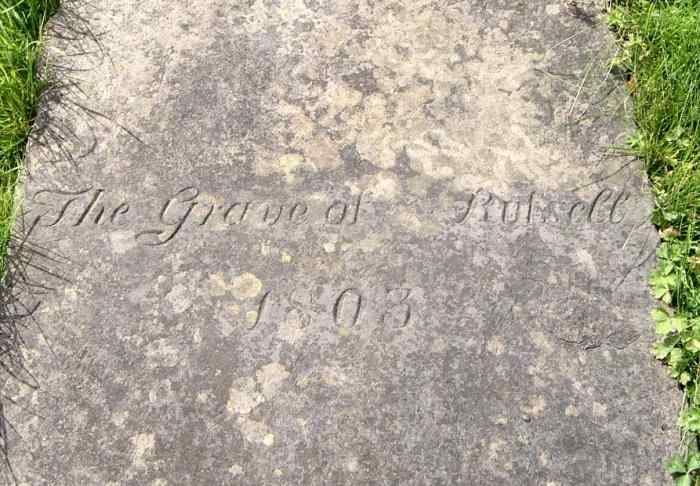 The Grave of Russell
1803